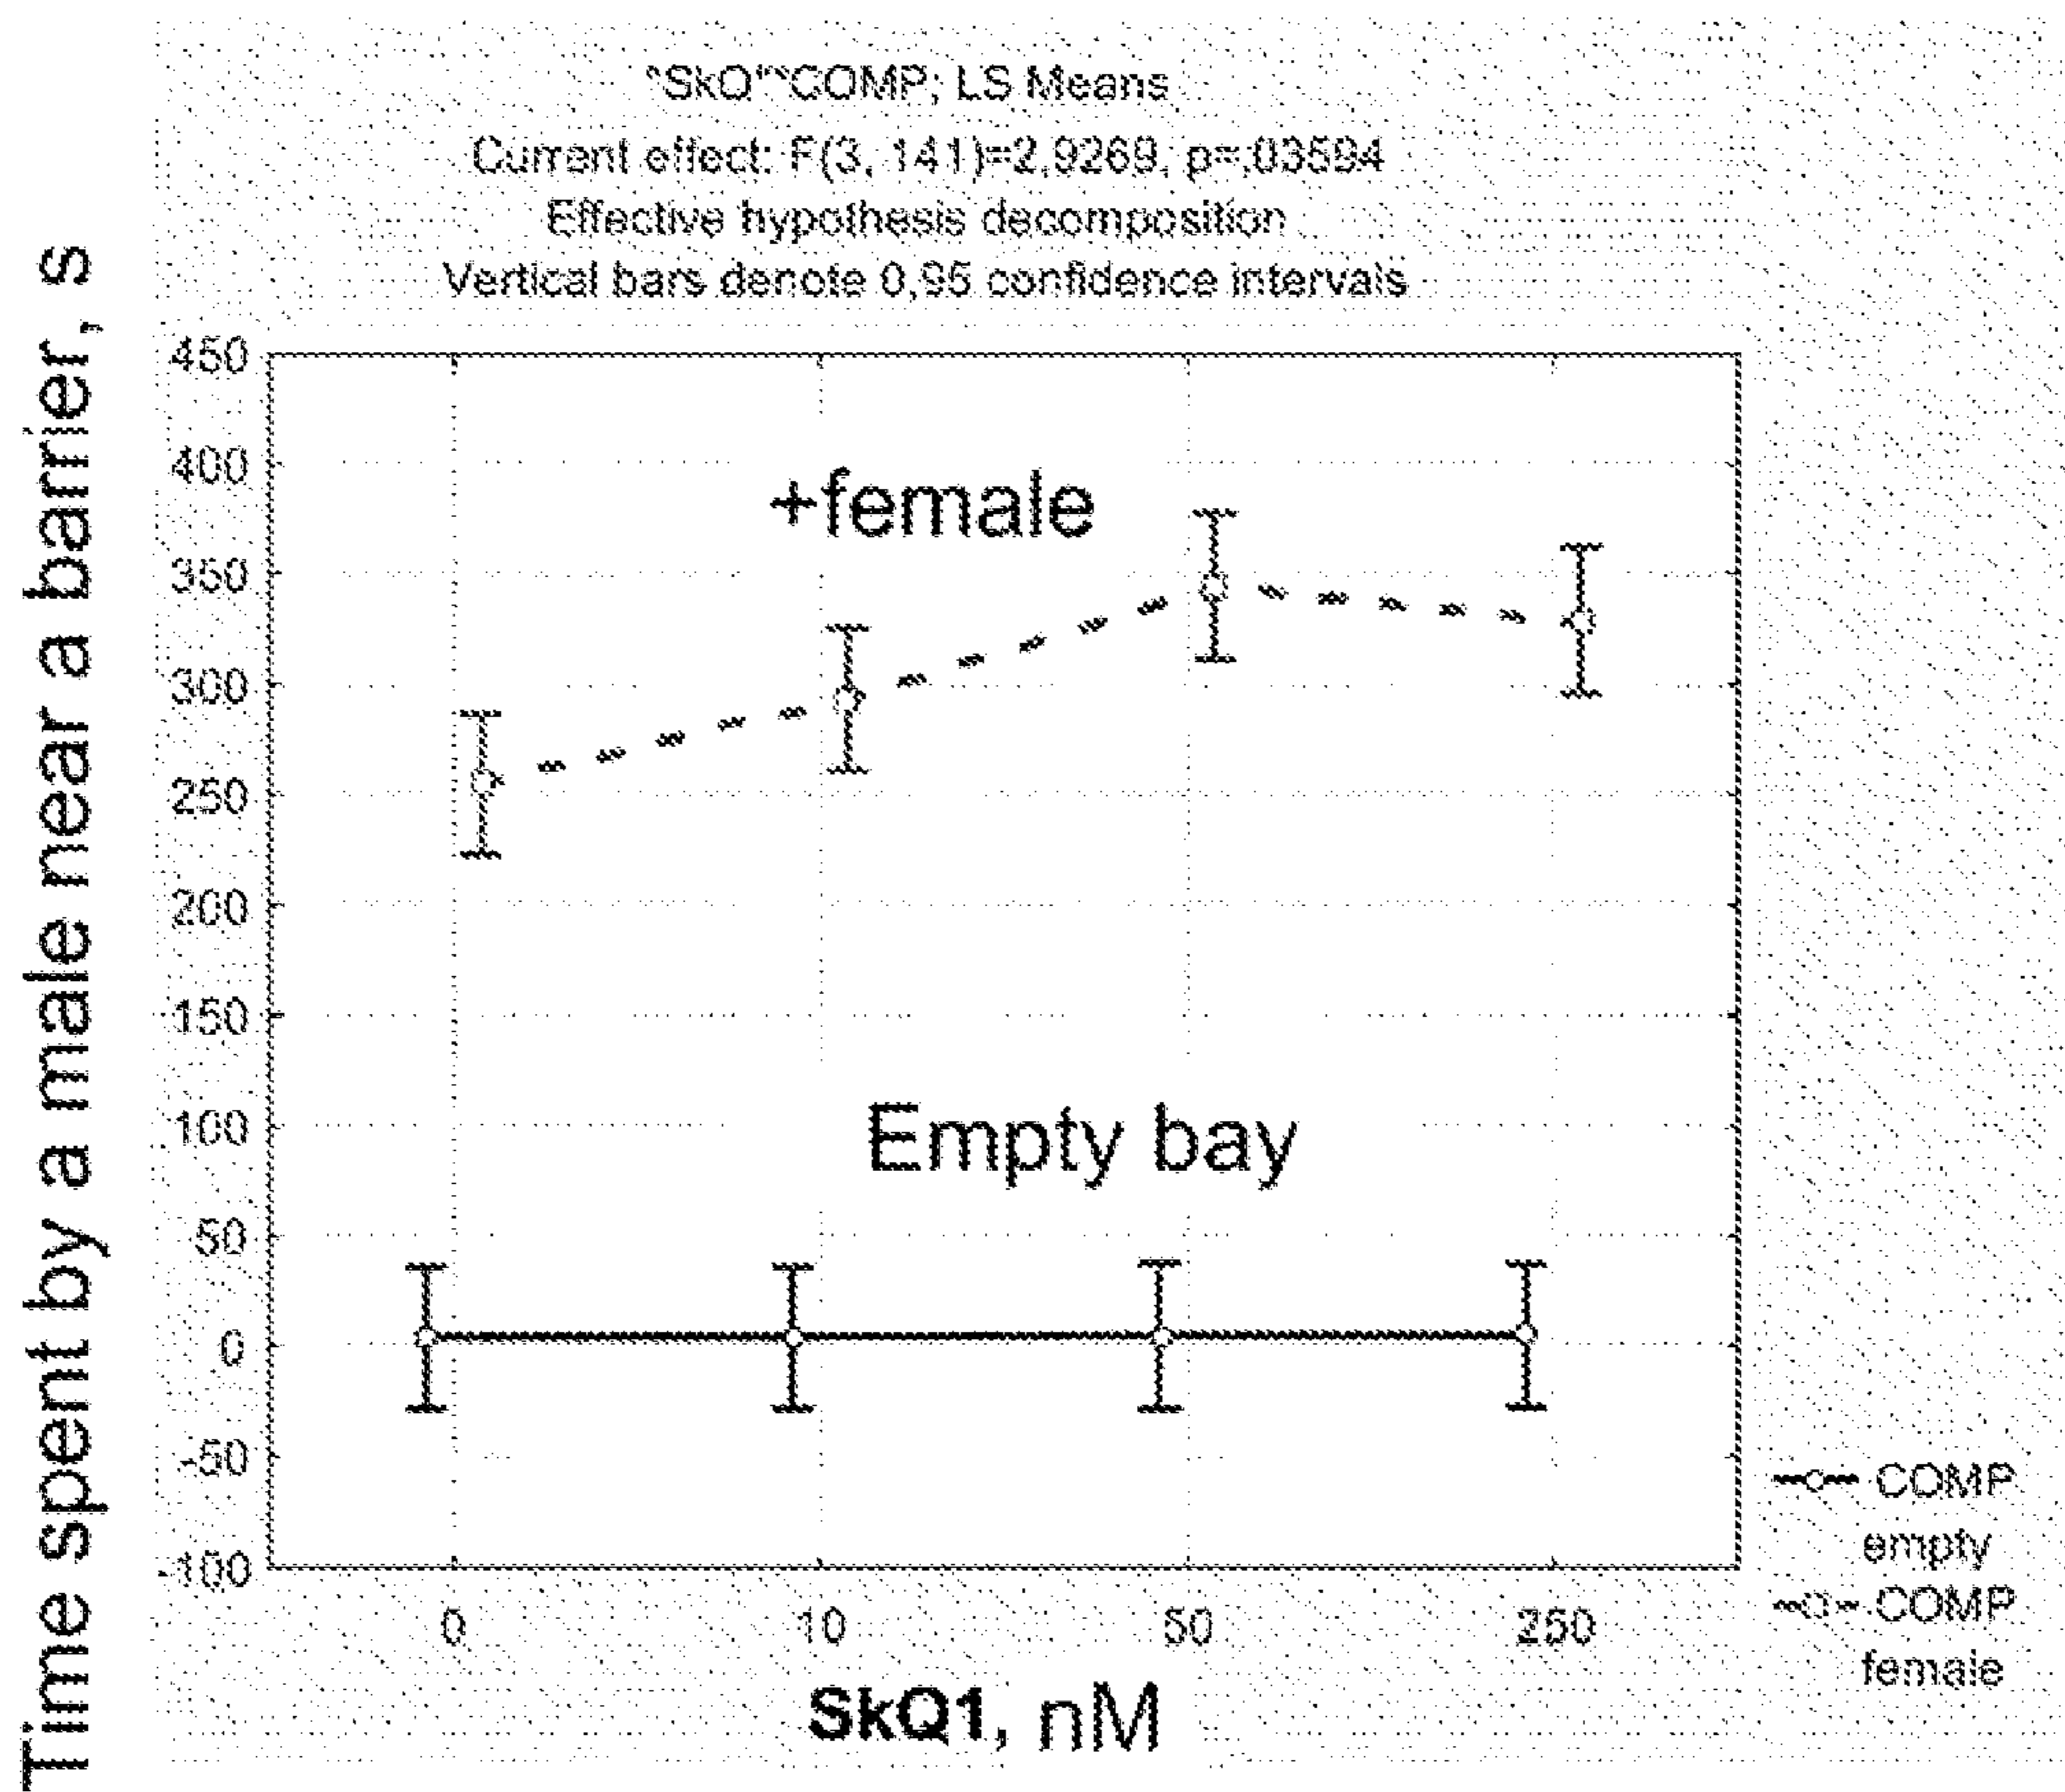 Time spent by a male near a barrier, s
"SkQ"*COMP; LS Means
Current effect: F(3, 141)=2,9269, p=,03594
Effective hypothesis decomposition
Vertical bars denote 0,95 confidence intervals
450
400
350
300
250
200
150
100
50
0
-50
-100
+female
Empty bay
0 10 50 250
SkQ1, nM
COMP
empty
COMP
female